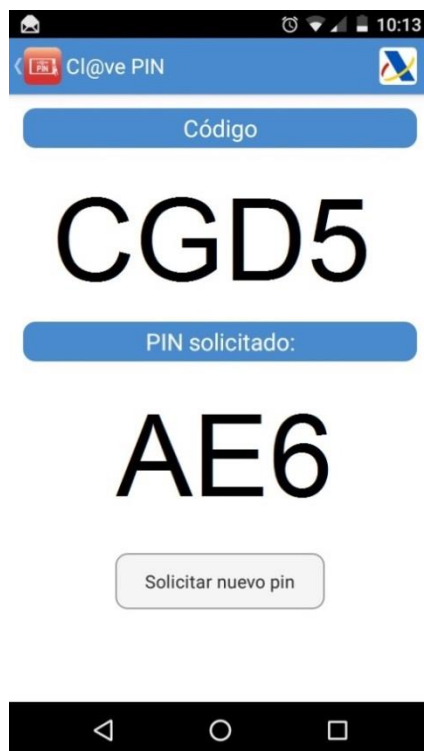 10:13
Cl@ve PIN
Código
CGD5
PIN solicitado:
AE6
Solicitar nuevo pin